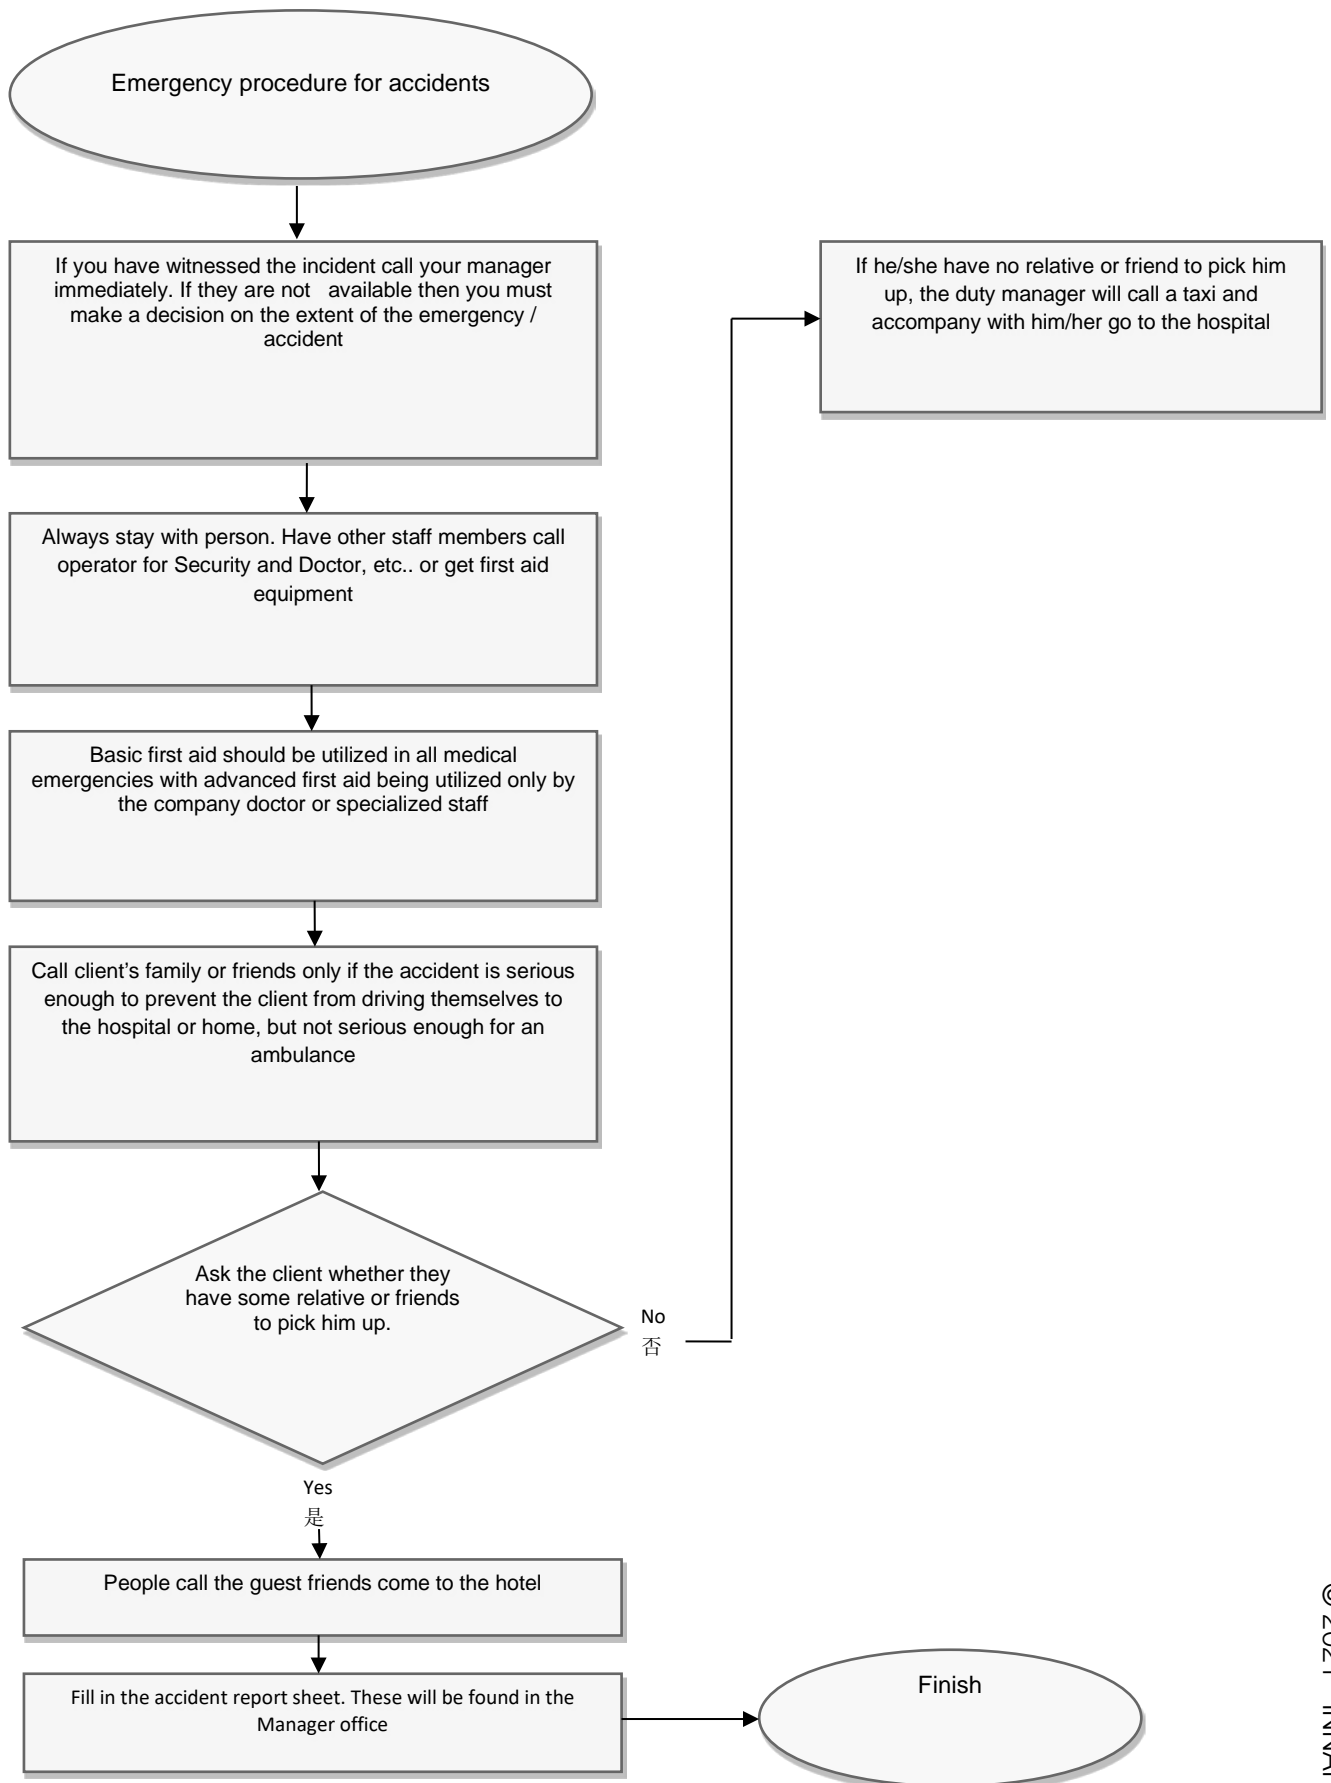 Emergency procedure for accidents
If you have witnessed the incident call your manager
immediately. If they are not   available then you must
make a decision on the extent of the emergency /
accident
If he/she have no relative or friend to pick him
up, the duty manager will call a taxi and
accompany with him/her go to the hospital
Always stay with person. Have other staff members call
operator for Security and Doctor, etc.. or get first aid
equipment
Basic first aid should be utilized in all medical
emergencies with advanced first aid being utilized only by
the company doctor or specialized staff
Call client’s family or friends only if the accident is serious
enough to prevent the client from driving themselves to
the hospital or home, but not serious enough for an
ambulance
Ask the client whether they
have some relative or friends
to pick him up.
No
否
Yes
是
People call the guest friends come to the hotel
Fill in the accident report sheet. These will be found in the
Manager office
Finish